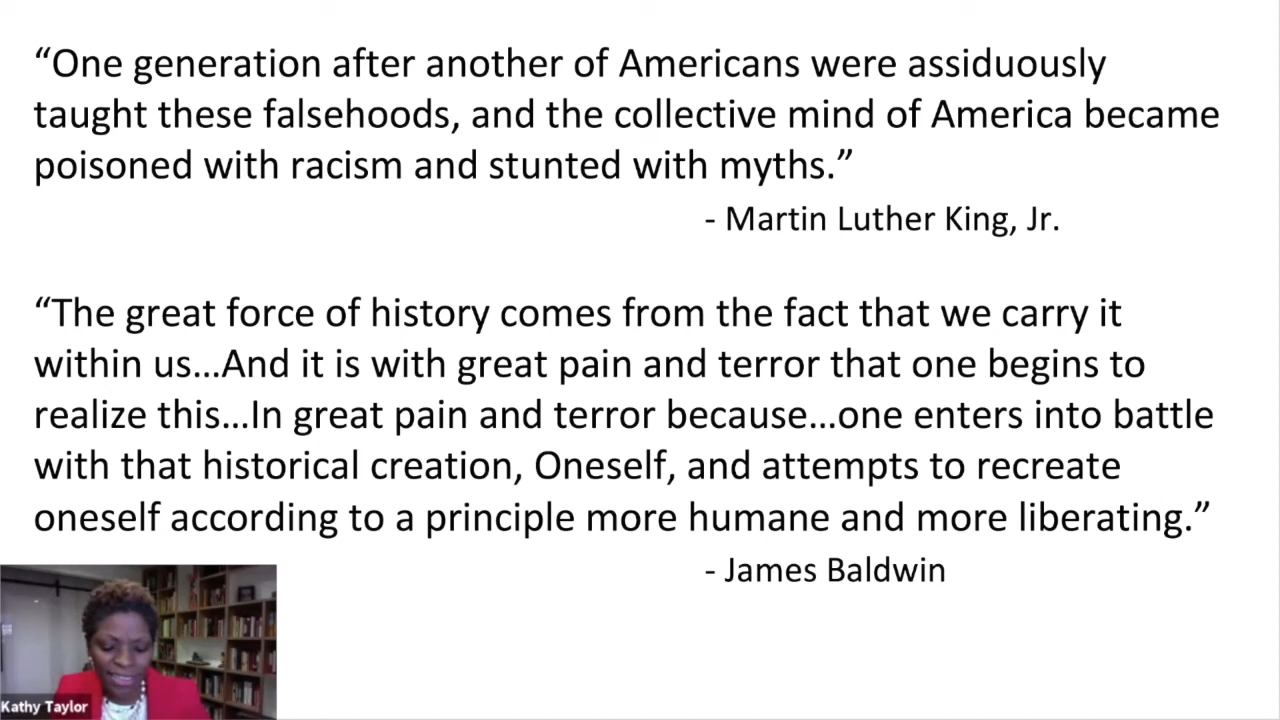 “One generation after another of Americans were assiduously
taught these falsehoods, and the collective mind of America became
poisoned with racism and stunted with myths.”
- Martin Luther King, Jr.
“The great force of history comes from the fact that we carry it
within us…And it is with great pain and terror that one begins to
realize this…In great pain and terror because…one enters into battle
with that historical creation, Oneself, and attempts to recreate
oneself according to a principle more humane and more liberating.”
- James Baldwin
Kathy Taylor